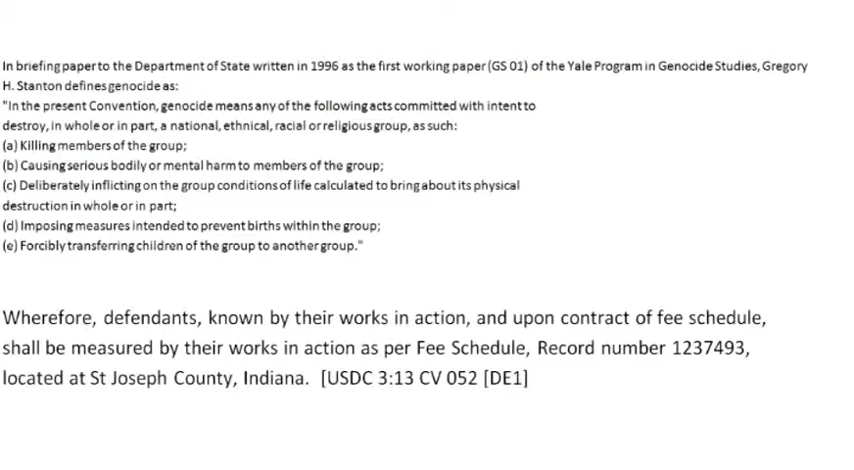 In briefing paper to the Department of State written in 1996 as the first working paper (GS 01) of the Yale Program in Genocide Studies, Gregory
H. Stanton defines genocide as:
"In the present Convention, genocide means any of the following acts committed with intent to
destroy, in whole or in part, a national, ethnical, racial or religious group, as such:
(a) Killing members of the group;
(b) Causing serious bodily or mental harm to members of the group;
(c) Deliberately inflicting on the group conditions of life calculated to bring about its physical
destruction in whole or in part;
(d) Imposing measures intended to prevent births within the group;
(e) Forcibly transferring children of the group to another group."
Wherefore, defendants, known by their works in action, and upon contract of fee schedule,
shall be measured by their works in action as per Fee Schedule, Record number 1237493,
located at St Joseph County, Indiana. [USDC 3:13 CV 052 [DE1]